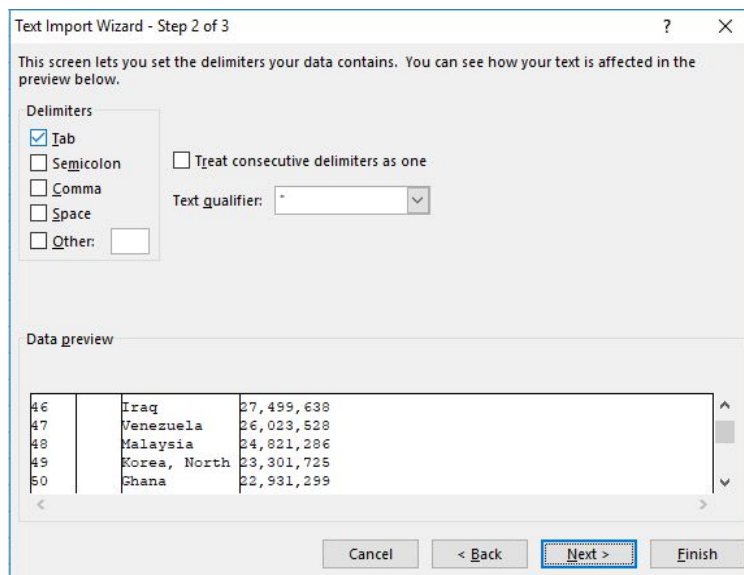 Text Import Wizard - Step 2 of 3 ? X
This screen lets you set the delimiters your data contains.  You can see how your text is affected in the
preview below.
Delimiters
Tab
Semicolon
Treat consecutive delimiters as one
Comma
Text qualifier: "
Space
Other:
Data preview
46 Iraq 27,499,638
47 Venezuela 26,023,528
48 Malaysia 24,821,286
49 Korea, North 23,301,725
50 Ghana 22,931,299
Cancel < Back Next > Finish